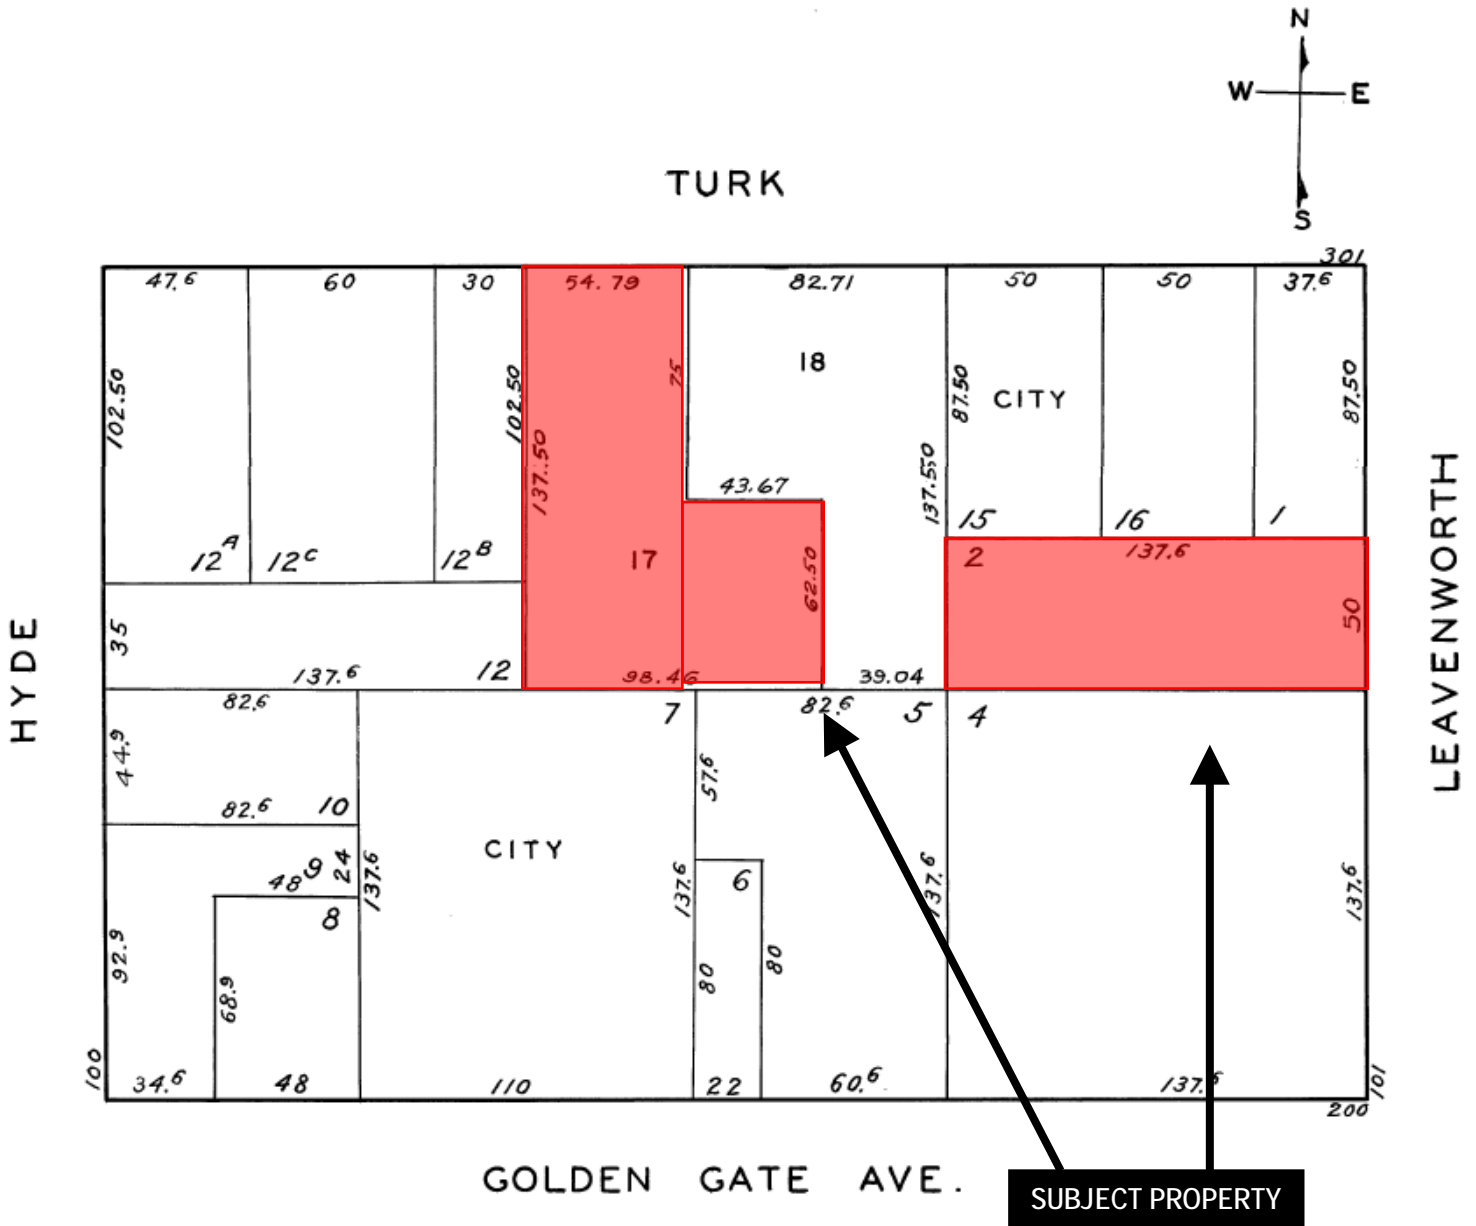 N
W E
S
TURK
301
47.6 60 30 54.79 82.71 50 50 37.6
102.50
102.50
137.50
75
18
87.50
CITY
87.50
137.50
43.67
12A 12C 12B
17
62.50
15 16 1
2 137.6
50
HYDE
LEAVENWORTH
35
137.6 12 98.46 39.04
82.6 7 82.6 5 4
44.9
57.6
82.6 10
CITY
48 9 24
137.6
8
137.6
6
137.6
137.6
92.9
68.9
80
80
100
34.6 48 110 22 60.6 137.6
101
200
GOLDEN GATE AVE.
SUBJECT PROPERTY